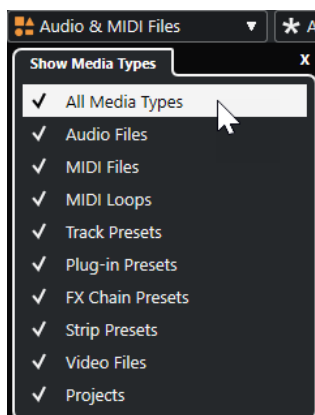 Audio & MIDI Files
Show Media Types X
All Media Types
Audio Files
MIDI Files
MIDI Loops
Track Presets
Plug-in Presets
FX Chain Presets
Strip Presets
Video Files
Projects